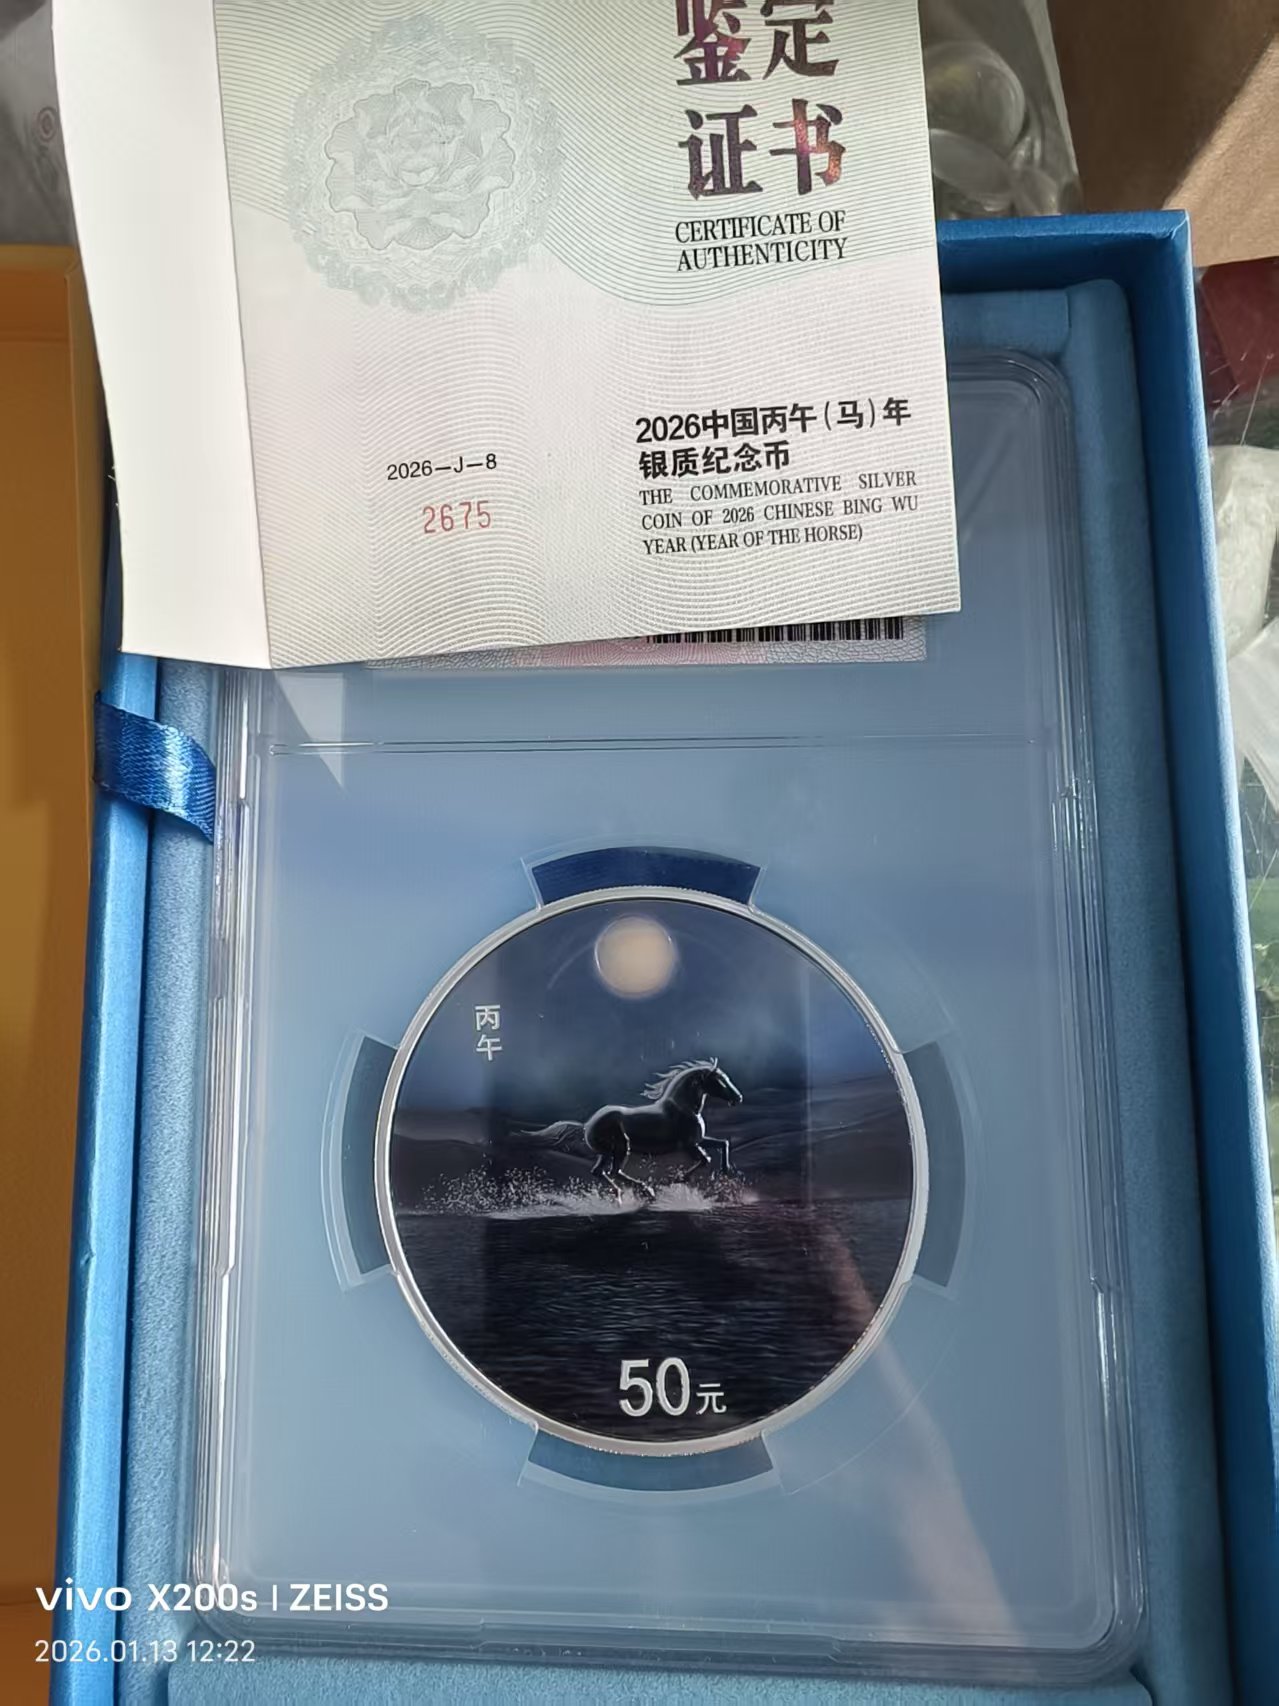 鉴定
证书
CERTIFICATE OF
AUTHENTICITY
2026中国丙午(马)年
银质纪念币
THE COMMEMORATIVE SILVER
COIN OF 2026 CHINESE BING WU
YEAR (YEAR OF THE HORSE)
2026-J-8
2675
丙
午
50元
vivo X200s | ZEISS
2026.01.13 12:22